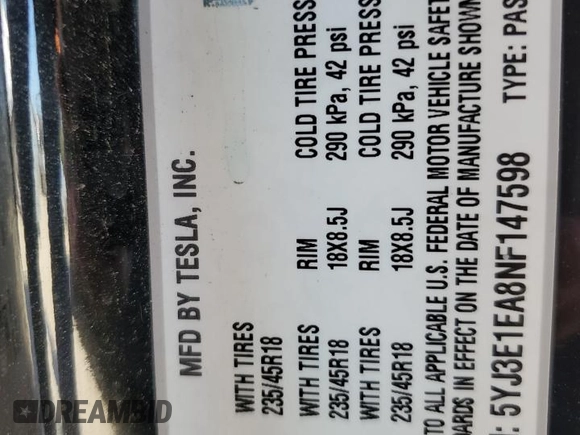 MFD BY TESLA, INC.
WITH TIRES
235/45R18
WITH TIRES RIM COLD TIRE PRESS
235/45R18 18X8.5J 290 kPa, 42 psi
WITH TIRES RIM COLD TIRE PRESS
235/45R18 18X8.5J 290 kPa, 42 psi
TO ALL APPLICABLE U.S. FEDERAL MOTOR VEHICLE SAFET
ARDS IN EFFECT ON THE DATE OF MANUFACTURE SHOWN
: 5YJ3E1EA8NF147598 TYPE: PAS
DRIVEBID